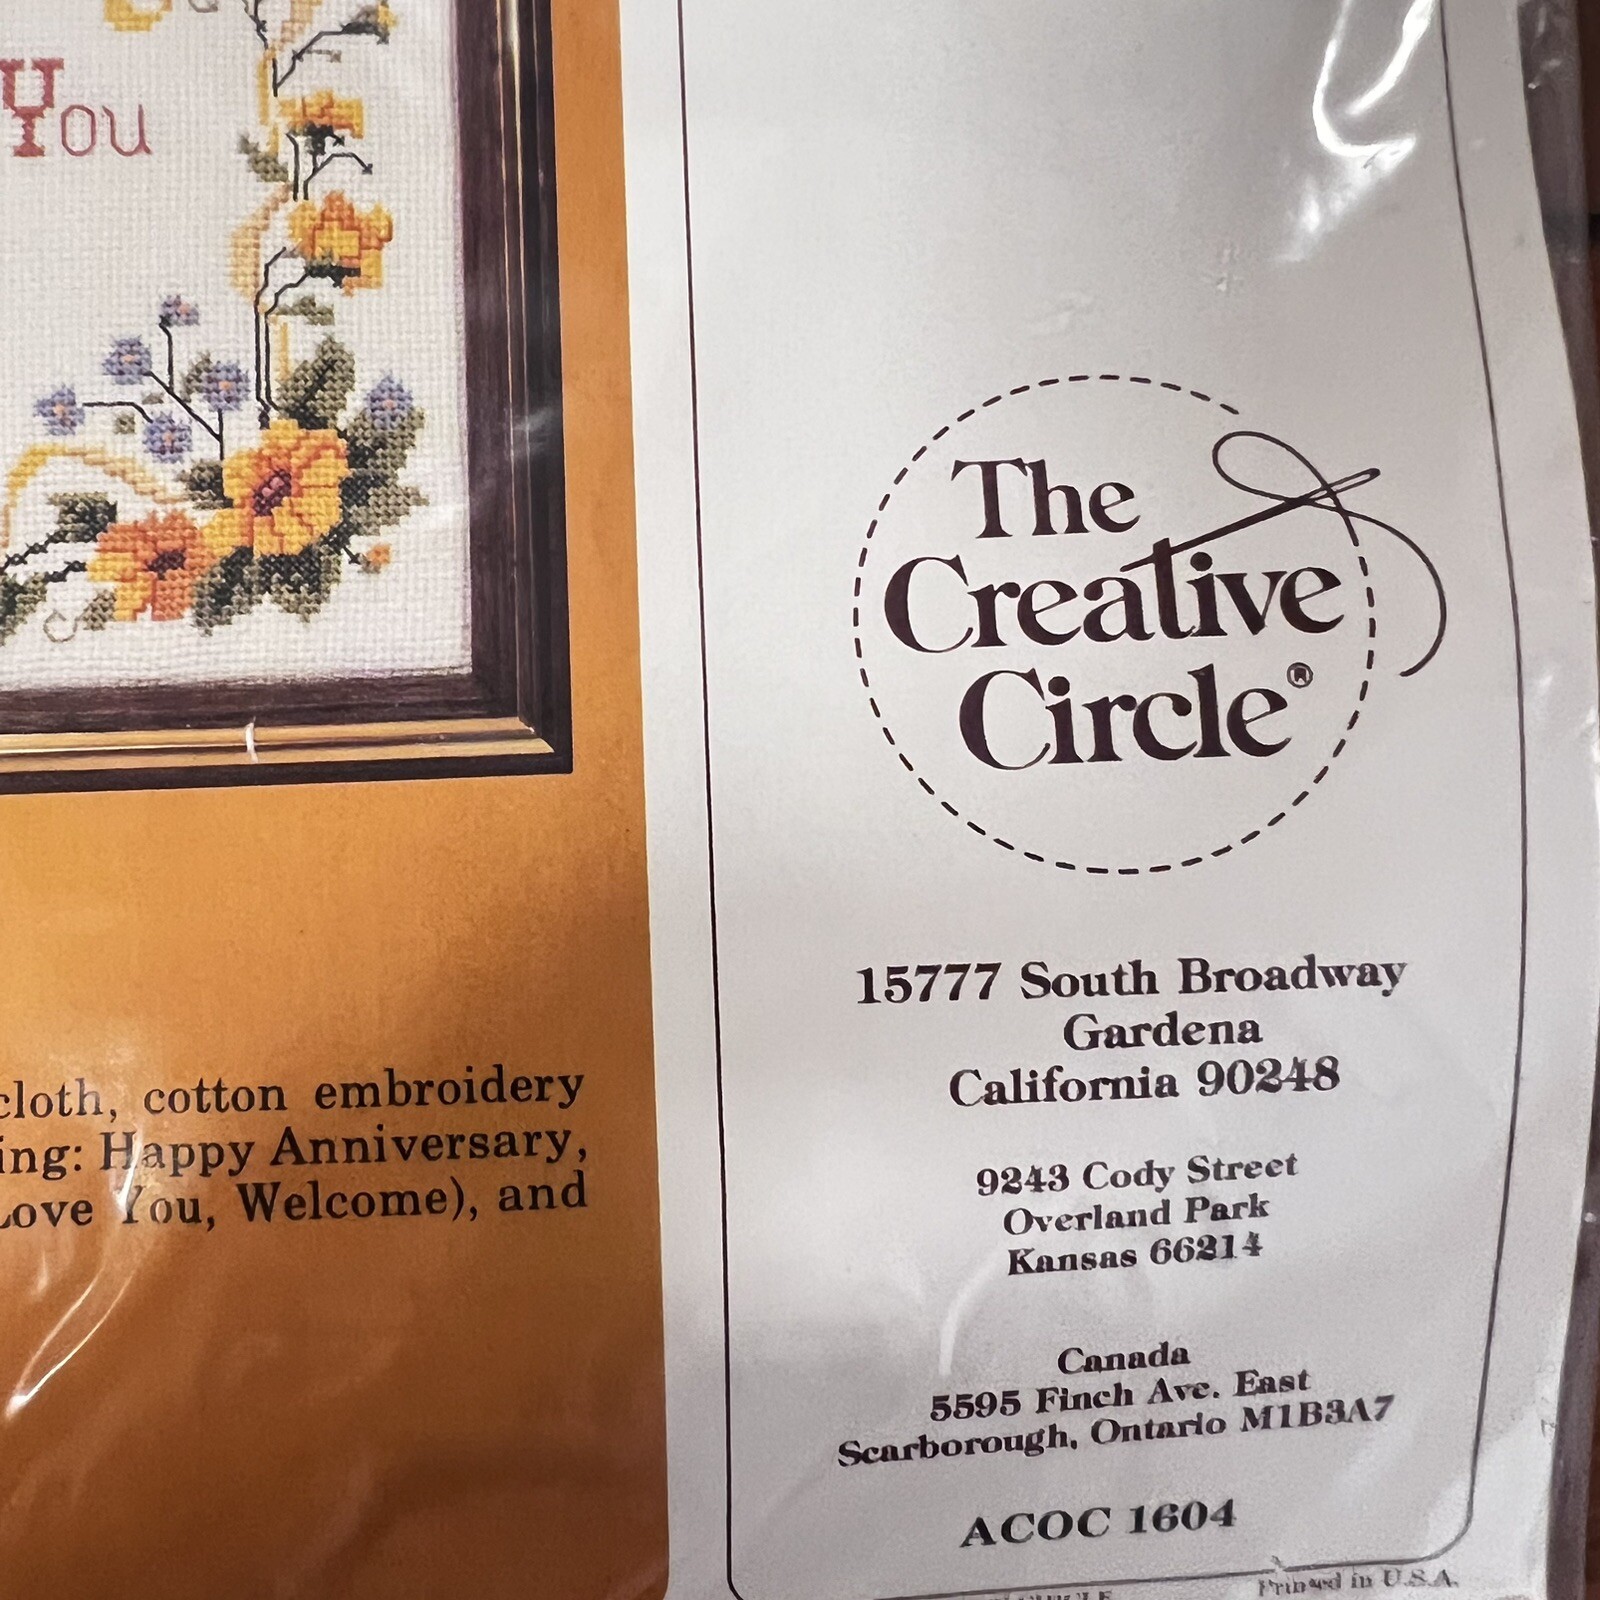 You
cloth, cotton embroidery
ing: Happy Anniversary,
Love You, Welcome), and
The
Creative
Circle®
15777 South Broadway
Gardena
California 90248
9243 Cody Street
Overland Park
Kansas 66214
Canada
5595 Finch Ave. East
Scarborough, Ontario M1B3A7
ACOC 1604
Printed in U.S.A.